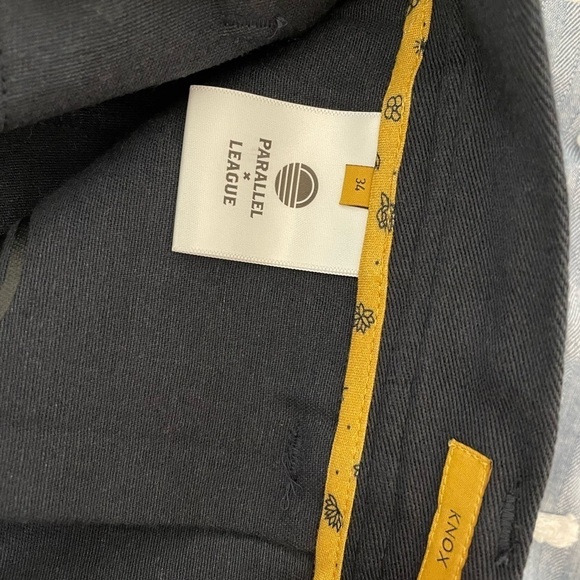 PARALLEL
×
LEAGUE
34
KNOX